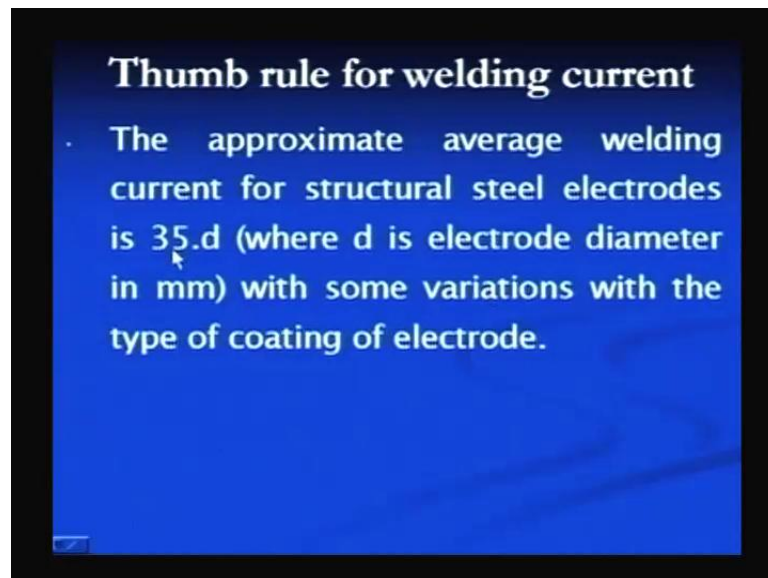 Thumb rule for welding current
· The approximate average welding
current for structural steel electrodes
is 35.d (where d is electrode diameter
in mm) with some variations with the
type of coating of electrode.